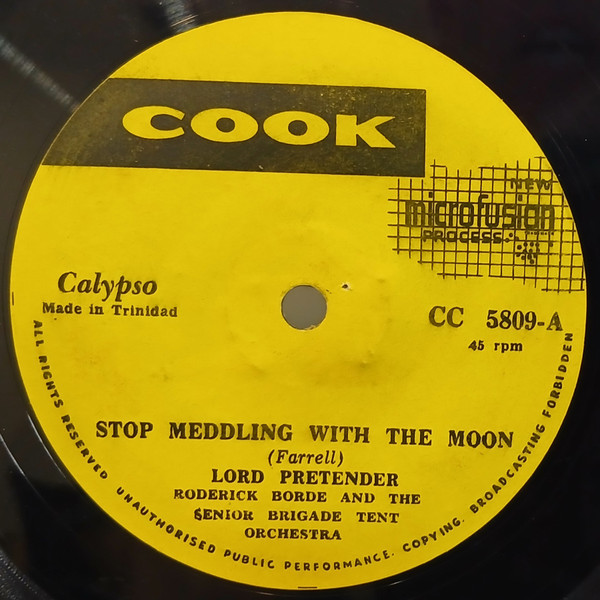 COOK
NEW
microfusion
PROCESS
Calypso
Made in Trinidad
CC 5809-A
45 rpm
STOP MEDDLING WITH THE MOON
(Farrell)
LORD PRETENDER
RODERICK BORDE AND THE
SENIOR BRIGADE TENT
ORCHESTRA
ALL RIGHTS RESERVED UNAUTHORISED PUBLIC PERFORMANCE. COPYING. BROADCASTING FORBIDDEN